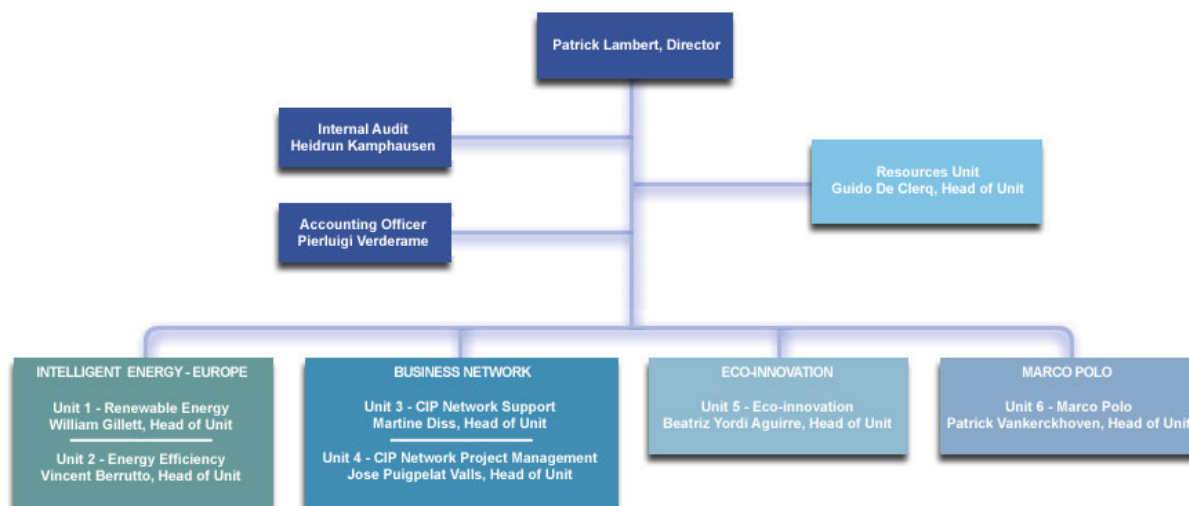 Patrick Lambert, Director
Internal Audit
Heidrun Kamphausen
Resources Unit
Guido De Clerq, Head of Unit
Accounting Officer
Pierluigi Verderame
INTELLIGENT ENERGY - EUROPE
Unit 1 - Renewable Energy
William Gillett, Head of Unit
Unit 2 - Energy Efficiency
Vincent Berrutto, Head of Unit
BUSINESS NETWORK
Unit 3 - CIP Network Support
Martine Diss, Head of Unit
Unit 4 - CIP Network Project Management
Jose Puigpelat Valls, Head of Unit
ECO-INNOVATION
Unit 5 - Eco-innovation
Beatriz Yordi Aguirre, Head of Unit
MARCO POLO
Unit 6 - Marco Polo
Patrick Vankerckhoven, Head of Unit